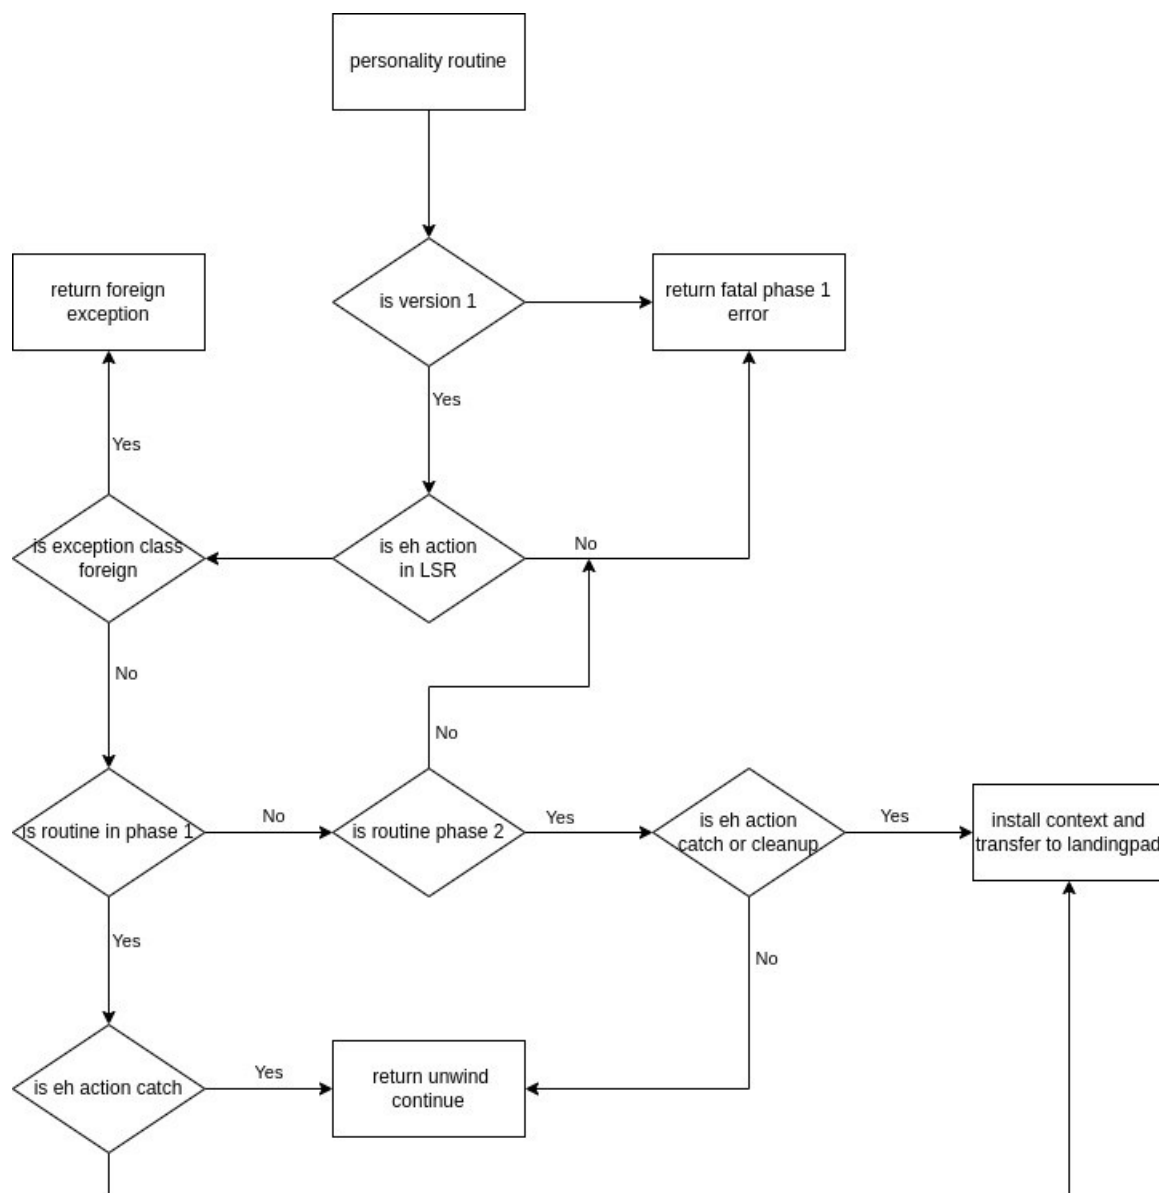 personality routine
return foreign
exception
is version 1
return fatal phase 1
error
Yes
Yes
is exception class
foreign
is eh action
in LSR
No
No
No
is routine in phase 1
No
is routine phase 2
Yes
is eh action
catch or cleanup
Yes
install context and
transfer to landingpad
Yes
No
is eh action catch
Yes
return unwind
continue